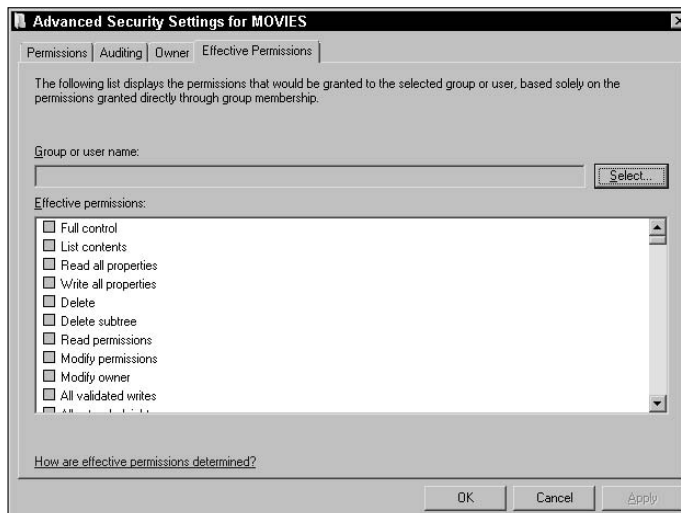 Advanced Security Settings for MOVIES
Permissions Auditing Owner Effective Permissions
The following list displays the permissions that would be granted to the selected group or user, based solely on the
permissions granted directly through group membership.
Group or user name:
Select...
Effective permissions:
Full control
List contents
Read all properties
Write all properties
Delete
Delete subtree
Read permissions
Modify permissions
Modify owner
All validated writes
How are effective permissions determined?
OK Cancel Apply